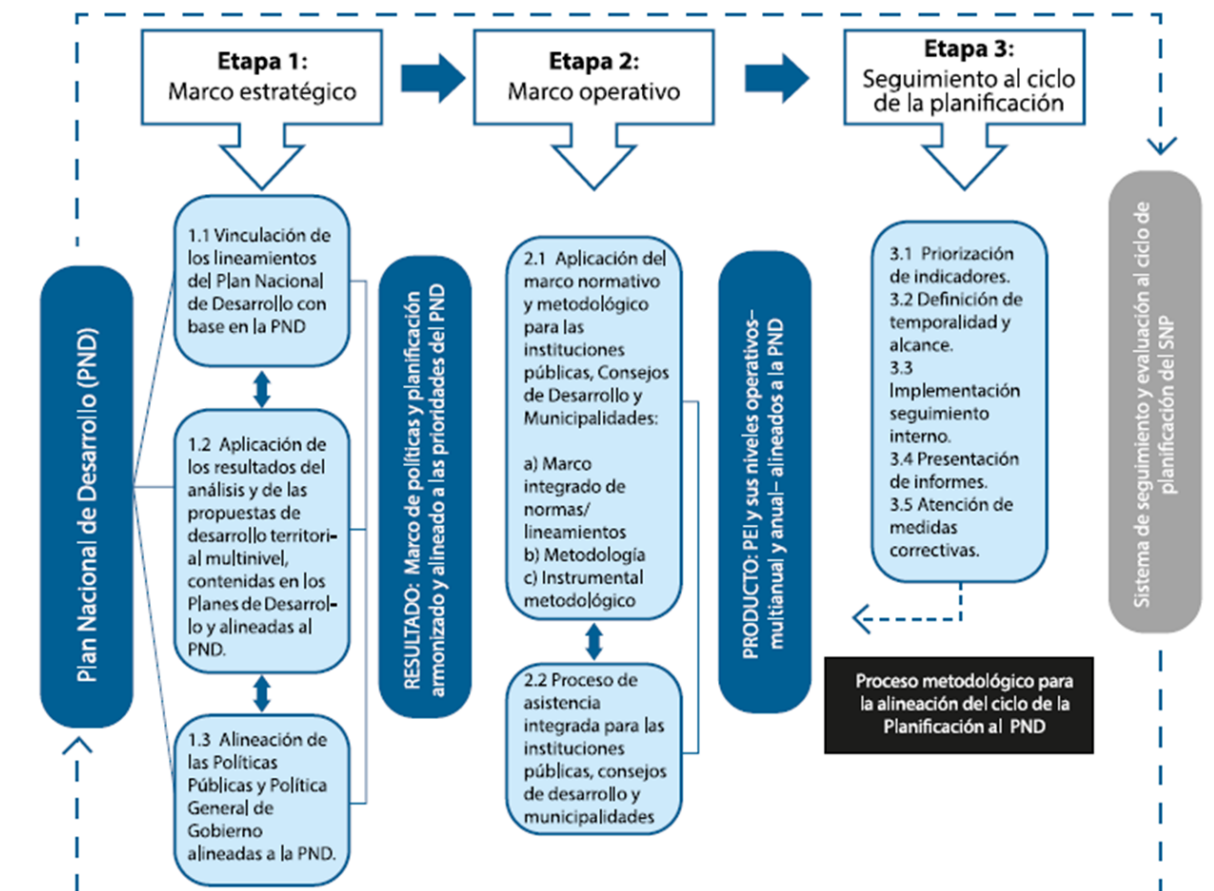 Etapa 1:
Marco estratégico
Etapa 2:
Marco operativo
Etapa 3:
Seguimiento al ciclo
de la planificación
Plan Nacional de Desarrollo (PND)
1.1 Vinculación de
los lineamientos
del Plan Nacional
de Desarrollo con
base en la PND
1.2 Aplicación de
los resultados del
análisis y de las
propuestas de
desarrollo territori-
al multinivel,
contenidas en los
Planes de Desarrol-
lo y alineadas al
PND.
1.3 Alineación de
las Políticas
Públicas y Política
General de
Gobierno
alineadas a la PND.
RESULTADO: Marco de políticas y planificación
armonizado y alineado a las prioridades del PND
2.1 Aplicación del
marco normativo
y metodológico
para las
instituciones
públicas, Consejos
de Desarrollo y
Municipalidades:
a) Marco
integrado de
normas/
lineamientos
b) Metodología
c) Instrumental
metodológico
2.2 Proceso de
asistencia
integrada para las
instituciones
públicas, consejos
de desarrollo y
municipalidades
PRODUCTO: PEI y sus niveles operativos–
multianual y anual– alineados a la PND
3.1 Priorización
de indicadores.
3.2 Definición de
temporalidad y
alcance.
3.3
Implementación
seguimiento
interno.
3.4 Presentación
de informes.
3.5 Atención de
medidas
correctivas.
Proceso metodológico para
la alineación del ciclo de la
Planificación al PND
Sistema de seguimiento y evaluación al ciclo de
planificación del SNP